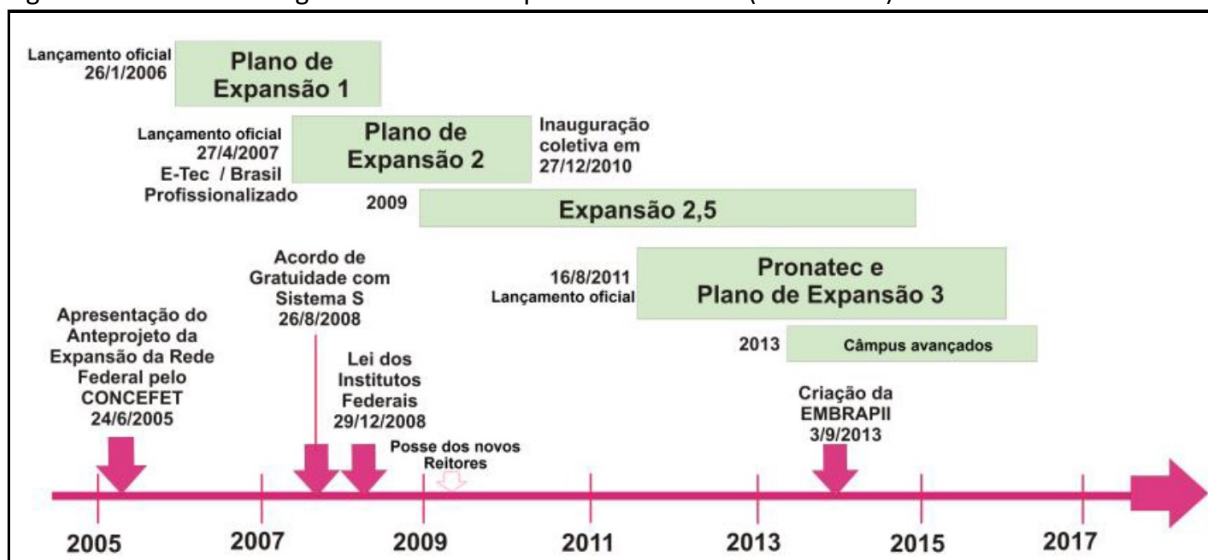 Lançamento oficial
26/1/2006
Plano de
Expansão 1
Lançamento oficial
27/4/2007
E-Tec / Brasil
Profissionalizado
Plano de
Expansão 2
Inauguração
coletiva em
27/12/2010
2009
Expansão 2,5
16/8/2011
Lançamento oficial
Pronatec e
Plano de Expansão 3
2013
Câmpus avançados
Apresentação do
Anteprojeto da
Expansão da Rede
Federal pelo
CONCEFET
24/6/2005
Acordo de
Gratuidade com
Sistema S
26/8/2008
Lei dos
Institutos
Federais
29/12/2008
Posse dos novos
Reitores
Criação da
EMBRAPII
3/9/2013
2005
2007
2009
2011
2013
2015
2017